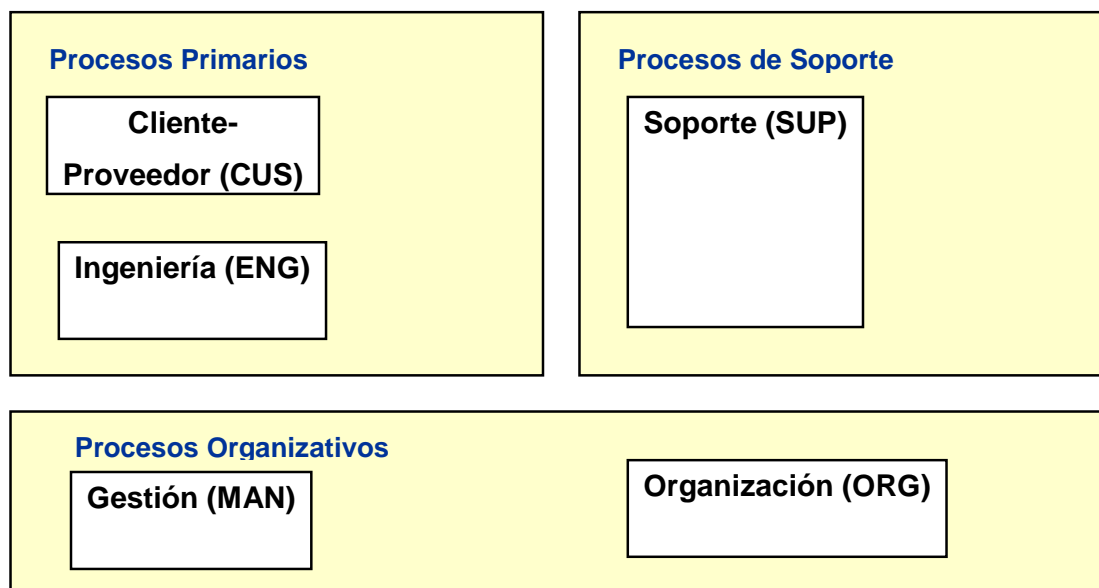 Procesos Primarios
Cliente-
Proveedor (CUS)
Ingeniería (ENG)
Procesos de Soporte
Soporte (SUP)
Procesos Organizativos
Gestión (MAN)
Organización (ORG)